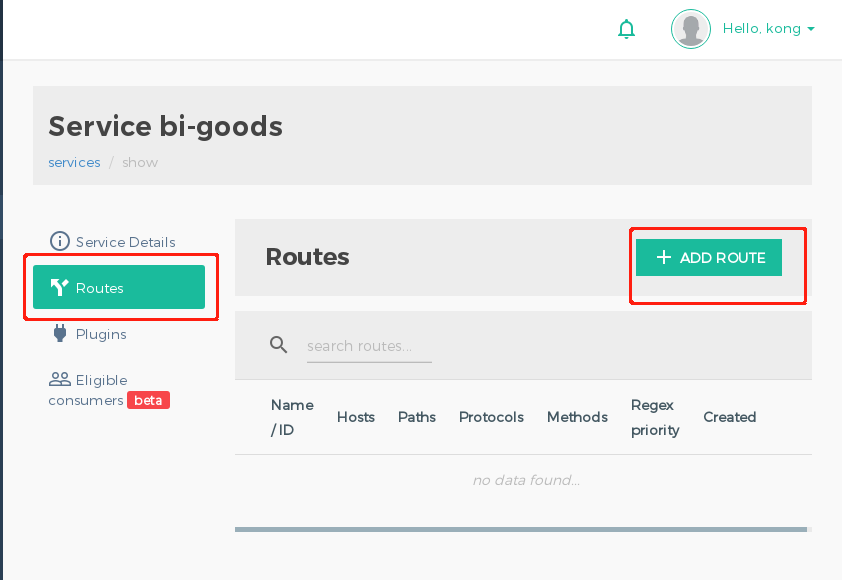 Hello, kong
Service bi-goods
services / show
Service Details
Routes
Plugins
Eligible
consumers beta
Routes
+ ADD ROUTE
search routes...
Name
/ ID
Hosts
Paths
Protocols
Methods
Regex
priority
Created
no data found...